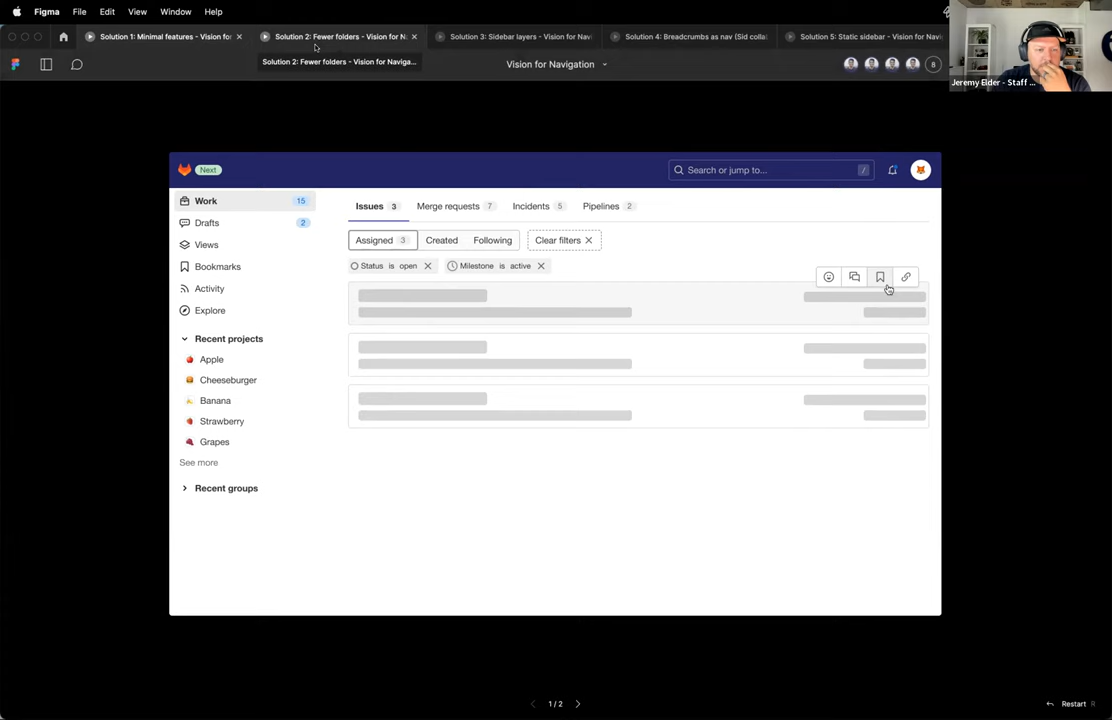 Figma File Edit View Window Help
Solution 1: Minimal features - Vision for
Solution 2: Fewer folders - Vision for N
Solution 3: Sidebar layers - Vision for Navi
Solution 4: Breadcrumbs as nav (Sid colla
Solution 5: Static sidebar - Vision for Navi
Solution 2: Fewer folders - Vision for Naviga...
Vision for Navigation
8
Jeremy Elder - Staff ...
Next
Search or jump to...
/
Work 15
Drafts 2
Views
Bookmarks
Activity
Explore
Recent projects
Apple
Cheeseburger
Banana
Strawberry
Grapes
See more
Recent groups
Issues 3 Merge requests 7 Incidents 5 Pipelines 2
Assigned 3 Created Following Clear filters
Status is open Milestone is active
1 / 2
Restart R